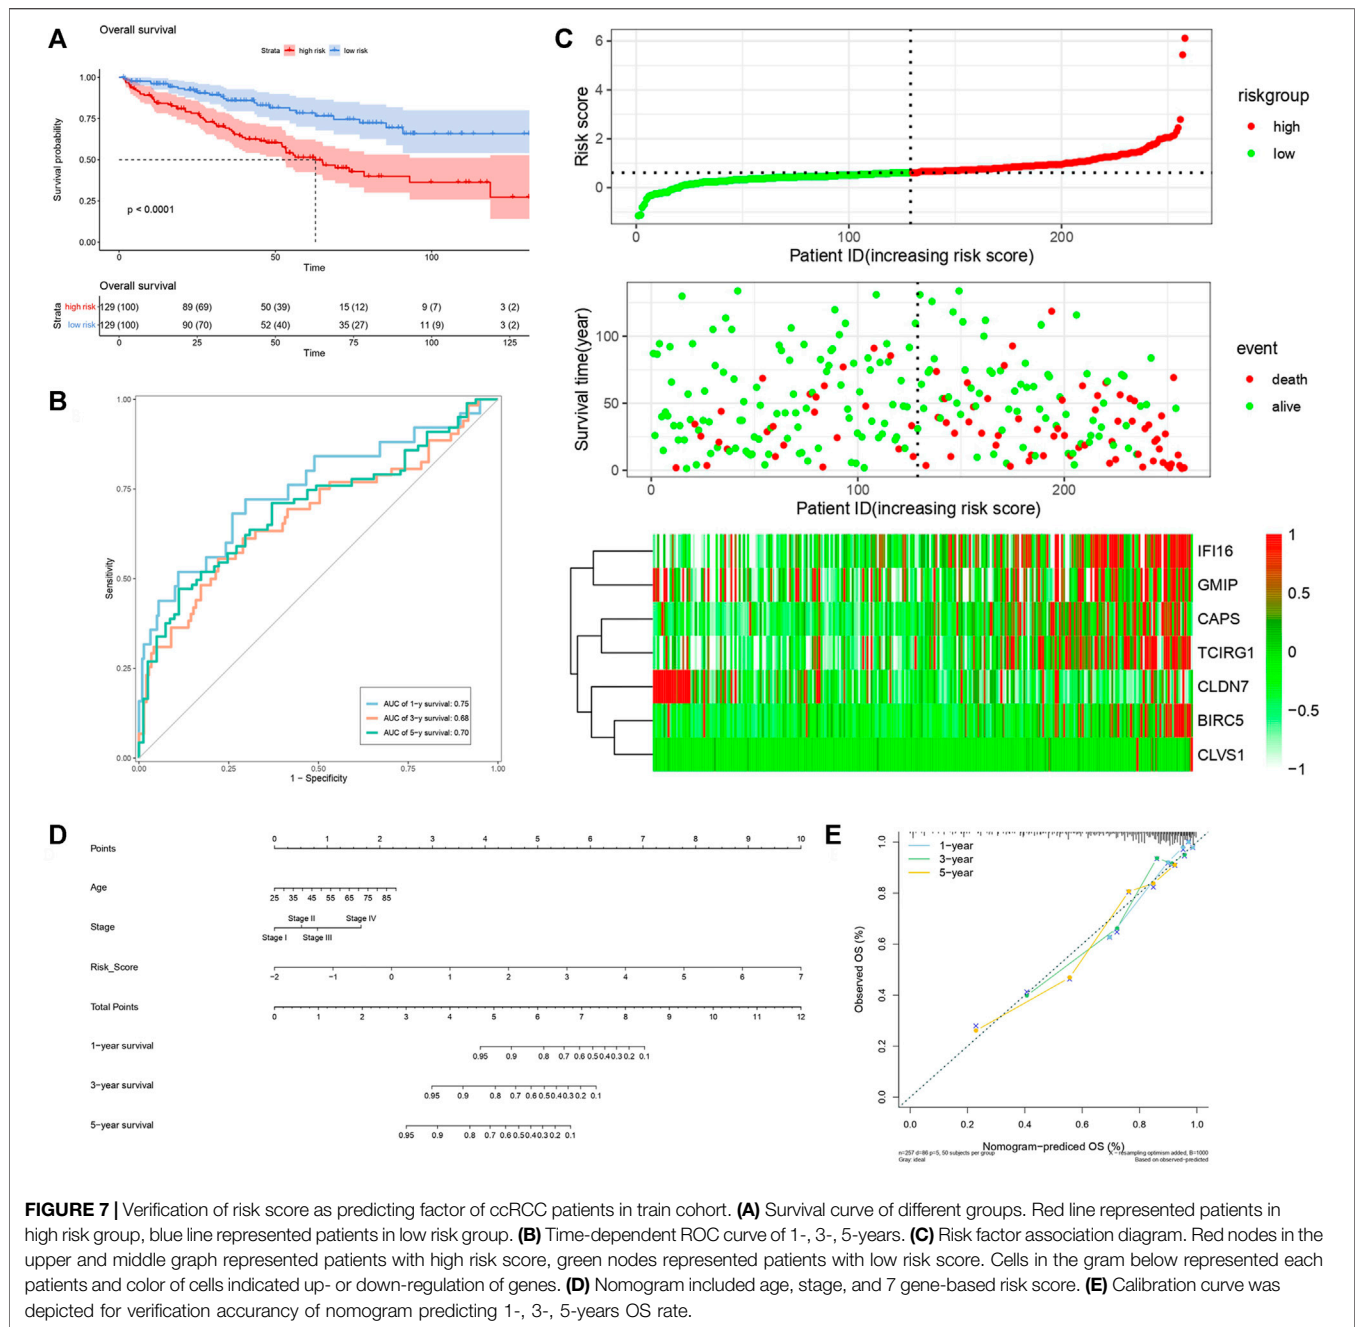 A
Overall survival
Strata high risk low risk
1.00
0.75
0.50
0.25
0.00
Survival probability
p < 0.0001
0 50 100
Time
Overall survival
Strata
high risk 129 (100) 89 (69) 50 (39) 15 (12) 9 (7) 3 (2)
low risk 129 (100) 90 (70) 52 (40) 35 (27) 11 (9) 3 (2)
0 25 50 75 100 125
Time
B
1.00
0.75
0.50
0.25
0.00
Sensitivity
AUC of 1-y survival: 0.75
AUC of 3-y survival: 0.68
AUC of 5-y survival: 0.70
0.00 0.25 0.50 0.75 1.00
1 - Specificity
C
6
4
2
0
Risk score
0 100 200
Patient ID(increasing risk score)
riskgroup
high
low
100
50
0
Survival time(year)
0 100 200
Patient ID(increasing risk score)
event
death
alive
IFI16
GMIP
CAPS
TCIRG1
CLDN7
BIRC5
CLVS1
1
0.5
0
−0.5
−1
D
Points
0 1 2 3 4 5 6 7 8 9 10
Age
25 35 45 55 65 75 85
Stage
Stage II Stage IV
Stage I Stage III
Risk_Score
−2 −1 0 1 2 3 4 5 6 7
Total Points
0 1 2 3 4 5 6 7 8 9 10 11 12
1−year survival
0.95 0.9 0.8 0.7 0.6 0.5 0.4 0.3 0.2 0.1
3−year survival
0.95 0.9 0.8 0.7 0.6 0.5 0.4 0.3 0.2 0.1
5−year survival
0.95 0.9 0.8 0.7 0.6 0.5 0.4 0.3 0.2 0.1
E
1-year
3-year
5-year
1.0
0.8
0.6
0.4
0.2
0.0
Observed OS (%)
0.0 0.2 0.4 0.6 0.8 1.0
Nomogram−prediced OS (%)
n=257 d=86 p=5, 50 subjects per group
Gray: ideal
X − resampling optimism added, B=1000
Based on observed-predicted
FIGURE 7 | Verification of risk score as predicting factor of ccRCC patients in train cohort. (A) Survival curve of different groups. Red line represented patients in
high risk group, blue line represented patients in low risk group. (B) Time-dependent ROC curve of 1-, 3-, 5-years. (C) Risk factor association diagram. Red nodes in the
upper and middle graph represented patients with high risk score, green nodes represented patients with low risk score. Cells in the gram below represented each
patients and color of cells indicated up- or down-regulation of genes. (D) Nomogram included age, stage, and 7 gene-based risk score. (E) Calibration curve was
depicted for verification accurancy of nomogram predicting 1-, 3-, 5-years OS rate.